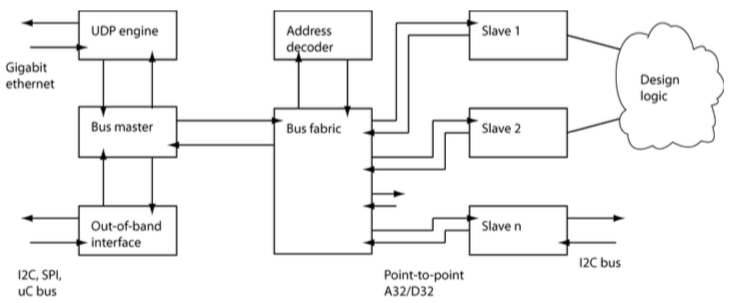 UDP engine
Address
decoder
Slave 1
Gigabit
ethernet
Design
logic
Bus master
Bus fabric
Slave 2
Out-of-band
interface
Slave n
I2C bus
I2C, SPI,
uC bus
Point-to-point
A32/D32